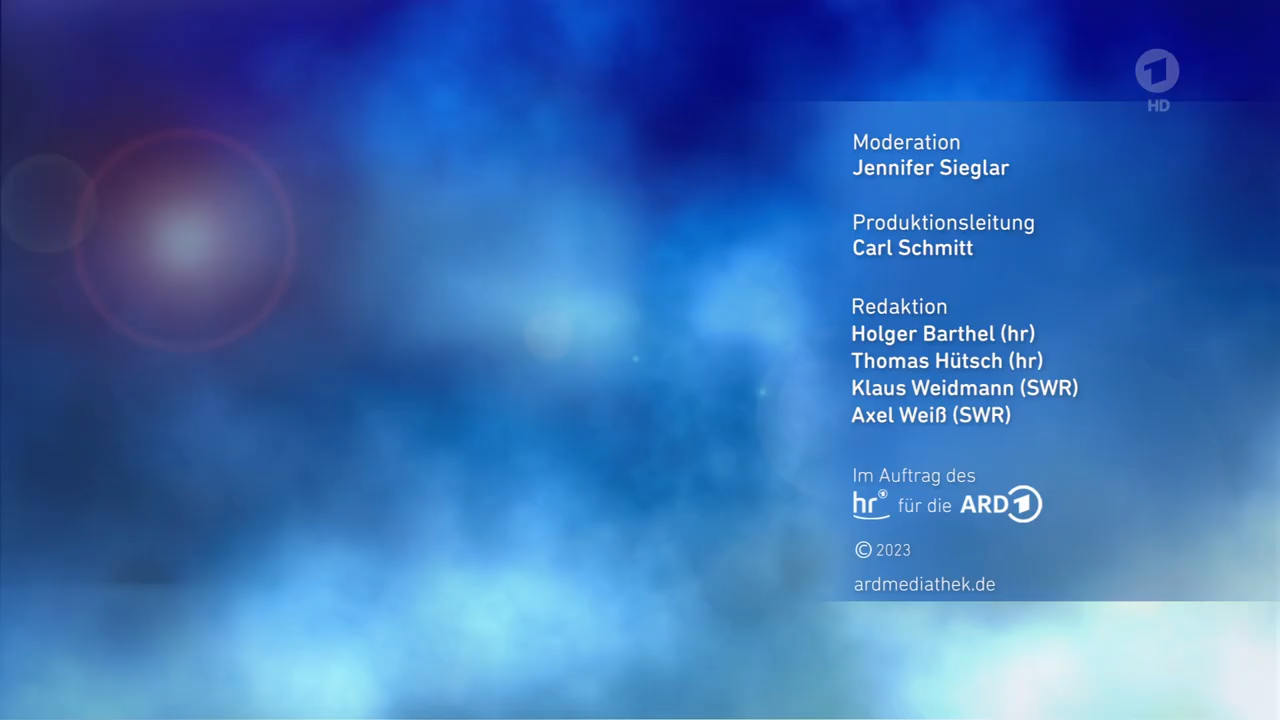 HD
Moderation
Jennifer Sieglar
Produktionsleitung
Carl Schmitt
Redaktion
Holger Barthel (hr)
Thomas Hütsch (hr)
Klaus Weidmann (SWR)
Axel Weiß (SWR)
Im Auftrag des
hr für die ARD
© 2023
ardmediathek.de